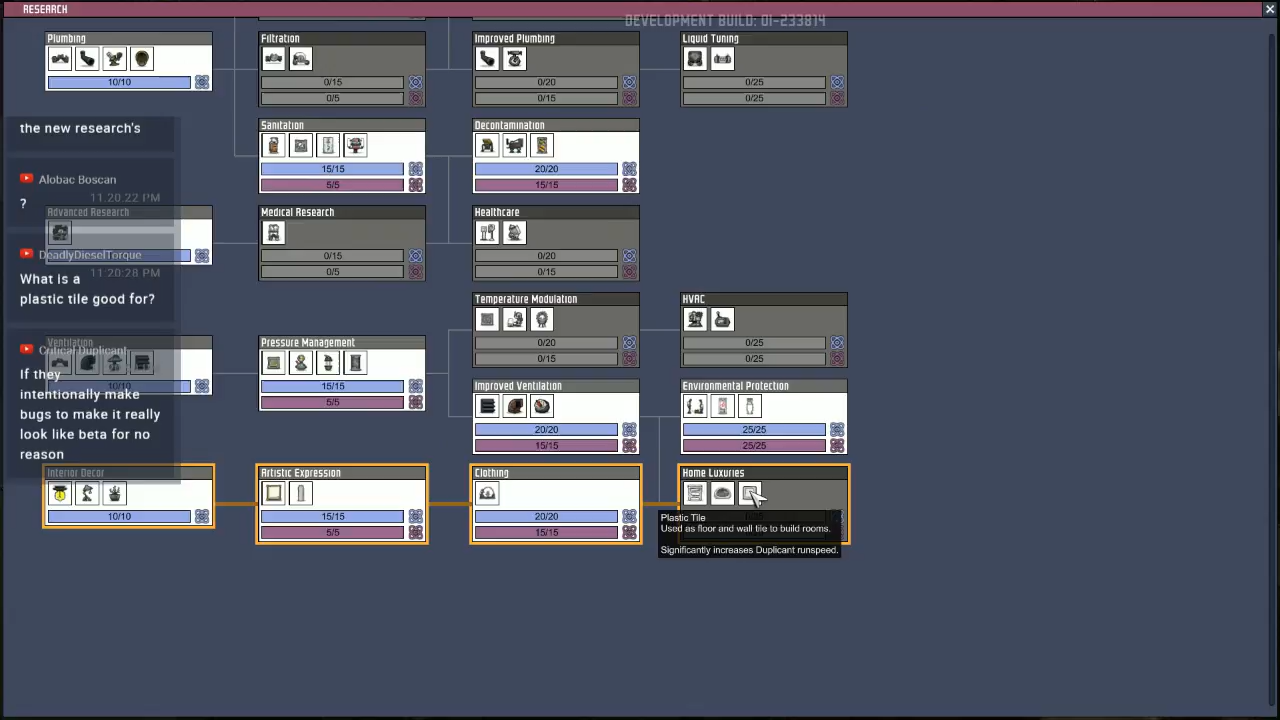 RESEARCH
DEVELOPMENT BUILD: OI-233814
Plumbing
10/10
Filtration
0/15
0/5
Improved Plumbing
0/20
0/15
Liquid Tuning
0/25
0/25
Sanitation
15/15
5/5
Decontamination
20/20
15/15
the new research's
Alobac Boscan
11:20:22 PM
?
Advanced Research
Medical Research
0/15
0/5
Healthcare
0/20
0/15
DeadlyDieselTorque
11:20:28 PM
What is a
plastic tile good for?
Temperature Modulation
0/20
0/15
HVAC
0/25
0/25
Ventilation
10/10
Critical Duplicant
If they
intentionally make
bugs to make it really
look like beta for no
reason
Pressure Management
15/15
5/5
Improved Ventilation
20/20
15/15
Environmental Protection
25/25
25/25
Interior Decor
10/10
Artistic Expression
15/15
5/5
Clothing
20/20
15/15
Home Luxuries
Plastic Tile
Used as floor and wall tile to build rooms.
Significantly increases Duplicant runspeed.